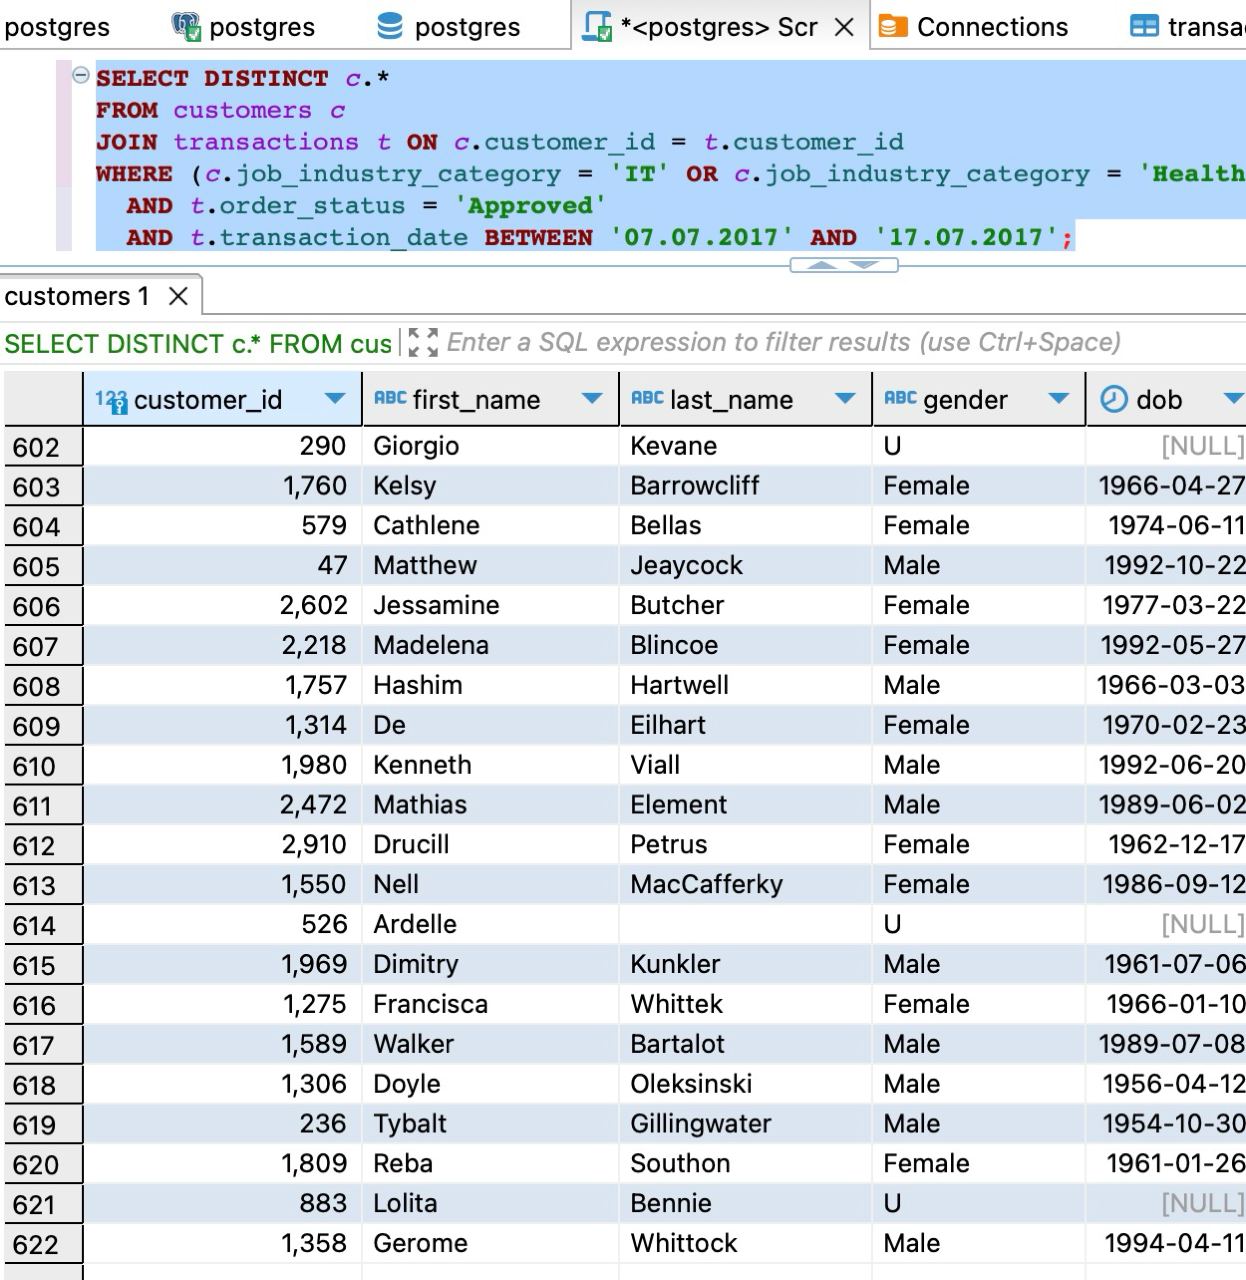 postgres postgres postgres *<postgres> Scr Connections transa
SELECT DISTINCT c.*
FROM customers c
JOIN transactions t ON c.customer_id = t.customer_id
WHERE (c.job_industry_category = 'IT' OR c.job_industry_category = 'Health
AND t.order_status = 'Approved'
AND t.transaction_date BETWEEN '07.07.2017' AND '17.07.2017';
customers 1
SELECT DISTINCT c.* FROM cus Enter a SQL expression to filter results (use Ctrl+Space)
123 customer_id ABC first_name ABC last_name ABC gender dob
602 290 Giorgio Kevane U [NULL]
603 1,760 Kelsy Barrowcliff Female 1966-04-27
604 579 Cathlene Bellas Female 1974-06-11
605 47 Matthew Jeaycock Male 1992-10-22
606 2,602 Jessamine Butcher Female 1977-03-22
607 2,218 Madelena Blincoe Female 1992-05-27
608 1,757 Hashim Hartwell Male 1966-03-03
609 1,314 De Eilhart Female 1970-02-23
610 1,980 Kenneth Viall Male 1992-06-20
611 2,472 Mathias Element Male 1989-06-02
612 2,910 Drucill Petrus Female 1962-12-17
613 1,550 Nell MacCafferky Female 1986-09-12
614 526 Ardelle U [NULL]
615 1,969 Dimitry Kunkler Male 1961-07-06
616 1,275 Francisca Whittek Female 1966-01-10
617 1,589 Walker Bartalot Male 1989-07-08
618 1,306 Doyle Oleksinski Male 1956-04-12
619 236 Tybalt Gillingwater Male 1954-10-30
620 1,809 Reba Southon Female 1961-01-26
621 883 Lolita Bennie U [NULL]
622 1,358 Gerome Whittock Male 1994-04-11